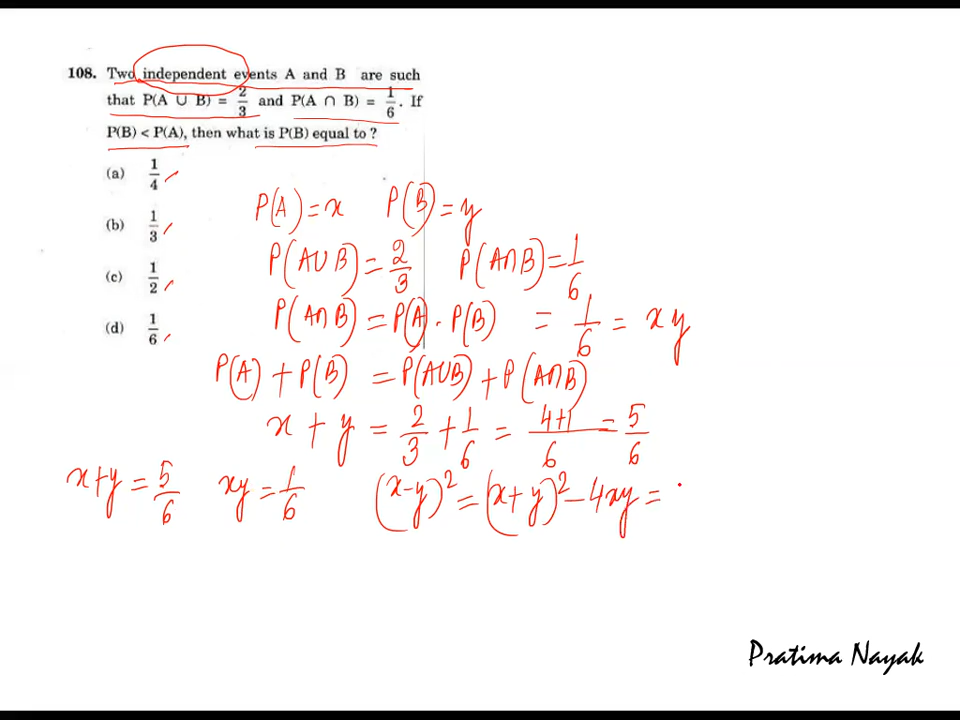 108. Two independent events A and B are such
that P(A ∪ B) = 2/3 and P(A ∩ B) = 1/6. If
P(B) < P(A), then what is P(B) equal to ?
(a) 1/4
(b) 1/3
(c) 1/2
(d) 1/6
P(A) = x P(B) = y
P(A∪B) = 2/3 P(A∩B) = 1/6
P(A∩B) = P(A) . P(B) = 1/6 = xy
P(A) + P(B) = P(A∪B) + P(A∩B)
x + y = 2/3 + 1/6 = 4+1/6 = 5/6
x+y = 5/6 xy = 1/6 (x-y)² = (x+y)² - 4xy =
Pratima Nayak